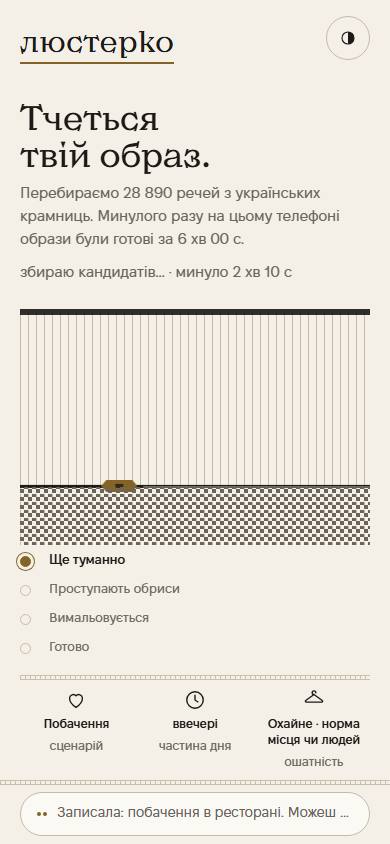 люстерко
Тчеться
твій образ.
Перебираємо 28 890 речей з українських
крамниць. Минулого разу на цьому телефоні
образи були готові за 6 хв 00 с.
збираю кандидатів... · минуло 2 хв 10 с
Ще туманно
Проступають обриси
Вимальовується
Готово
Побачення
сценарій
ввечері
частина дня
Охайне · норма
місця чи людей
ошатність
Записала: побачення в ресторані. Можеш ...